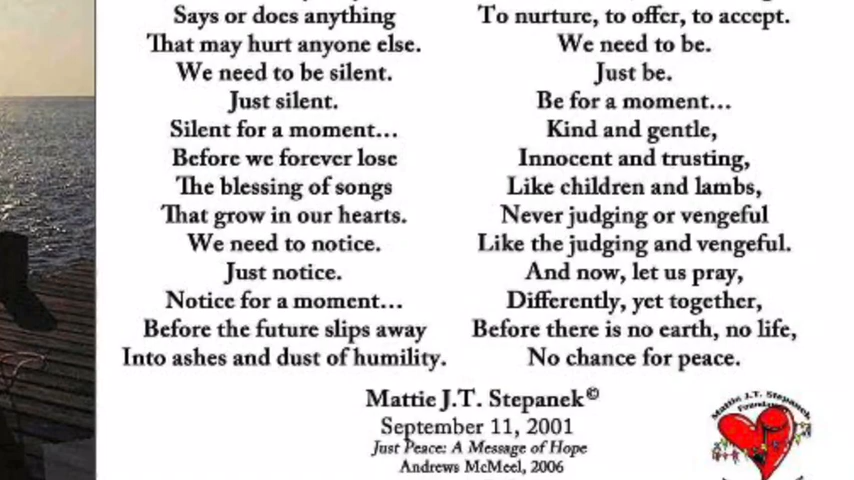 Says or does anything
That may hurt anyone else.
We need to be silent.
Just silent.
Silent for a moment...
Before we forever lose
The blessing of songs
That grow in our hearts.
We need to notice.
Just notice.
Notice for a moment...
Before the future slips away
Into ashes and dust of humility.
To nurture, to offer, to accept.
We need to be.
Just be.
Be for a moment...
Kind and gentle,
Innocent and trusting,
Like children and lambs,
Never judging or vengeful
Like the judging and vengeful.
And now, let us pray,
Differently, yet together,
Before there is no earth, no life,
No chance for peace.
Mattie J.T. Stepanek©
September 11, 2001
Just Peace: A Message of Hope
Andrews McMeel, 2006
Mattie J.T. Stepanek
Foundation